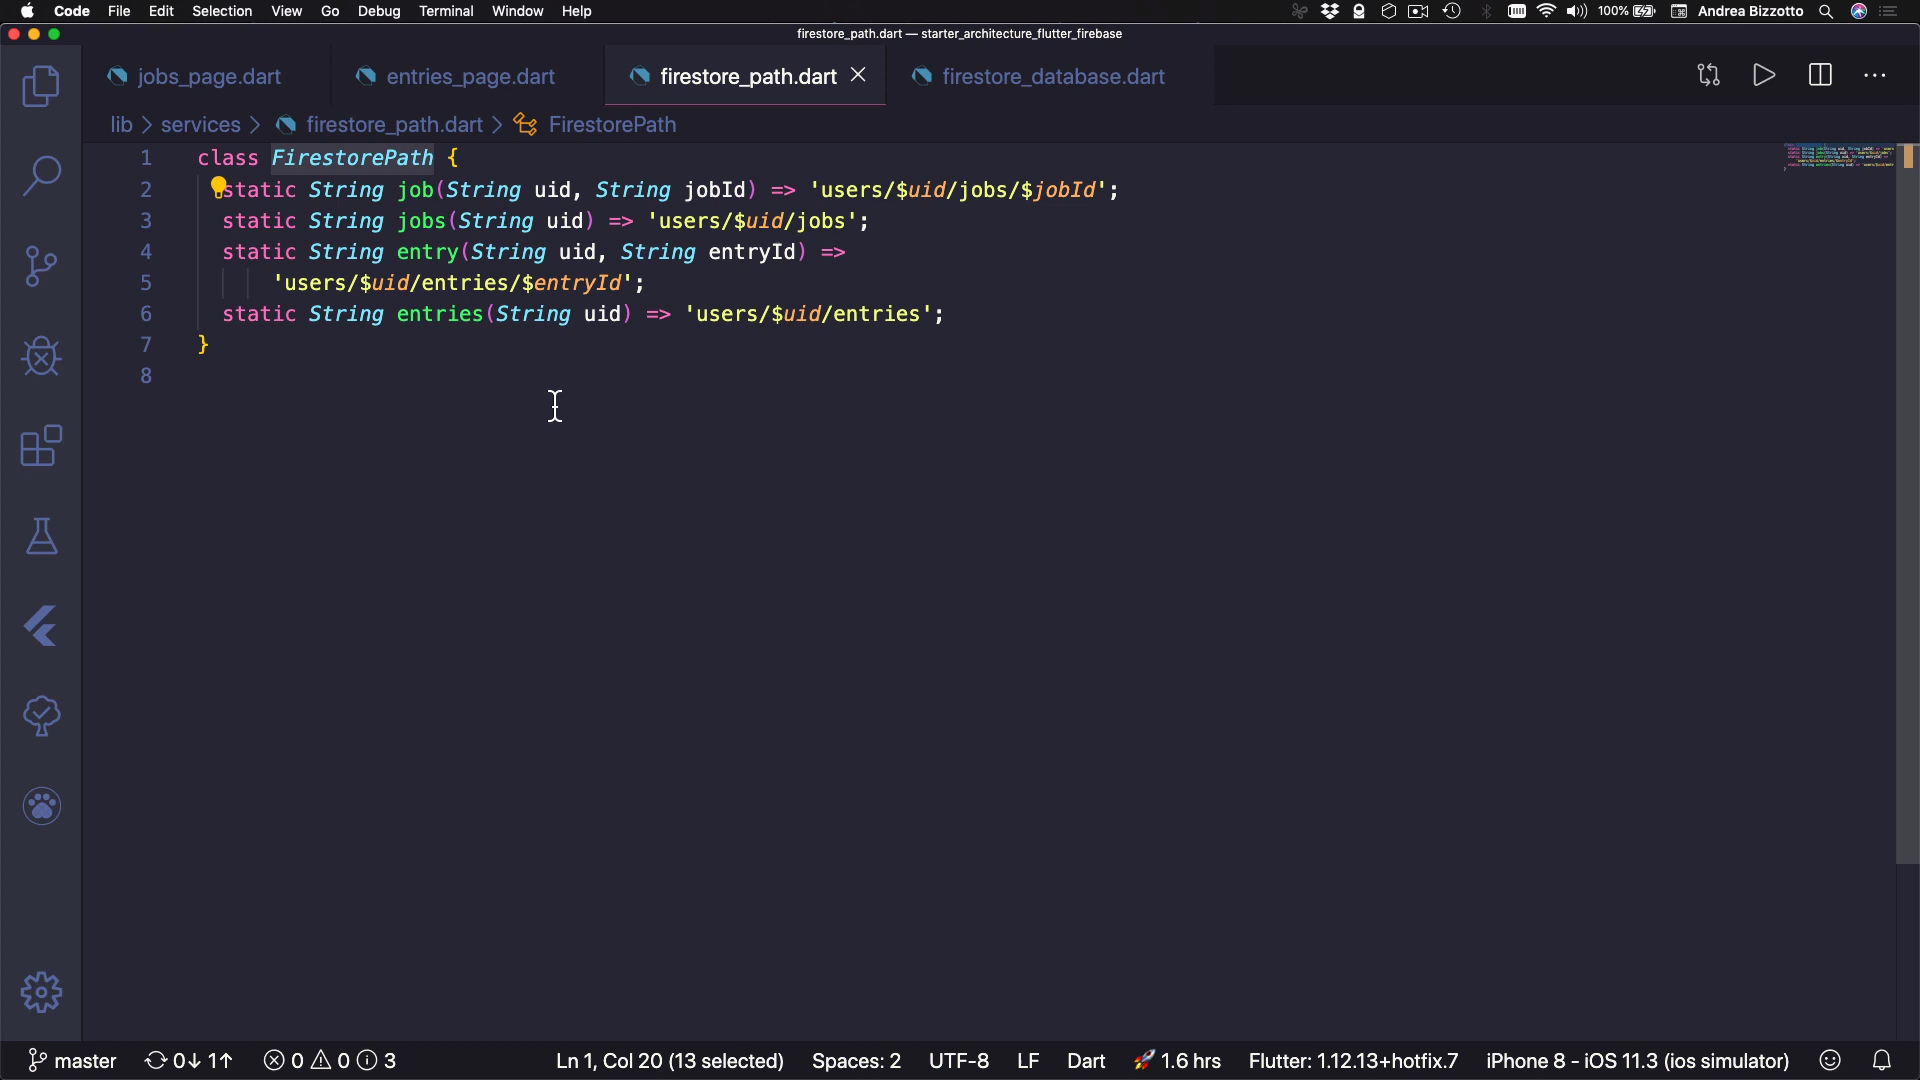 Code File Edit Selection View Go Debug Terminal Window Help 100% Andrea Bizzotto
firestore_path.dart — starter_architecture_flutter_firebase
jobs_page.dart entries_page.dart firestore_path.dart firestore_database.dart
lib > services > firestore_path.dart > FirestorePath
1 class FirestorePath {
2 static String job(String uid, String jobId) => 'users/$uid/jobs/$jobId';
3 static String jobs(String uid) => 'users/$uid/jobs';
4 static String entry(String uid, String entryId) =>
5 'users/$uid/entries/$entryId';
6 static String entries(String uid) => 'users/$uid/entries';
7 }
8
master 0↓ 1↑ 0 0 3 Ln 1, Col 20 (13 selected) Spaces: 2 UTF-8 LF Dart 🚀 1.6 hrs Flutter: 1.12.13+hotfix.7 iPhone 8 - iOS 11.3 (ios simulator)